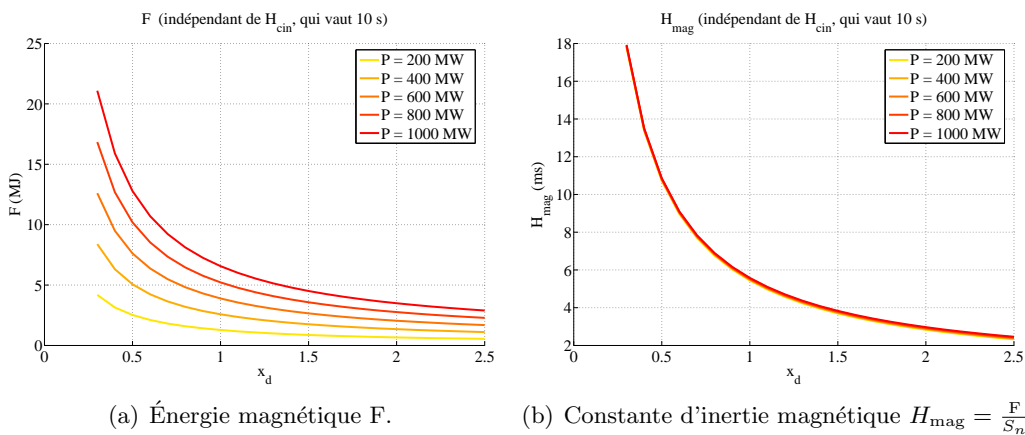 F (indépendant de H_cin, qui vaut 10 s)
25
20
15
10
5
0
F (MJ)
P = 200 MW
P = 400 MW
P = 600 MW
P = 800 MW
P = 1000 MW
0 0.5 1 1.5 2 2.5
x_d
(a) Énergie magnétique F.
H_mag (indépendant de H_cin, qui vaut 10 s)
18
16
14
12
10
8
6
4
2
H_mag (ms)
P = 200 MW
P = 400 MW
P = 600 MW
P = 800 MW
P = 1000 MW
0 0.5 1 1.5 2 2.5
x_d
(b) Constante d'inertie magnétique H_mag = F/S_n